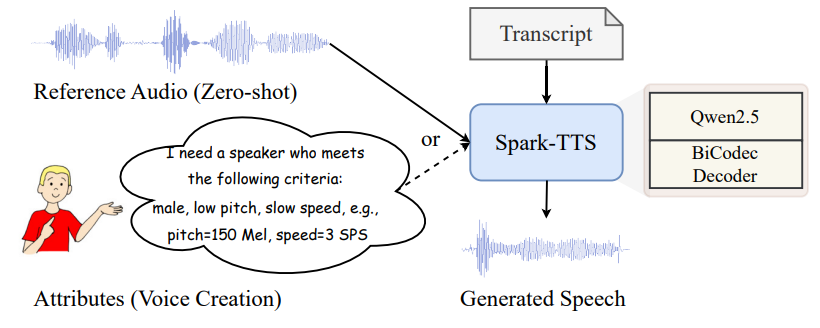 Transcript
Reference Audio (Zero-shot)
or
Spark-TTS
Qwen2.5
BiCodec
Decoder
I need a speaker who meets
the following criteria:
male, low pitch, slow speed, e.g.,
pitch=150 Mel, speed=3 SPS
Attributes (Voice Creation)
Generated Speech